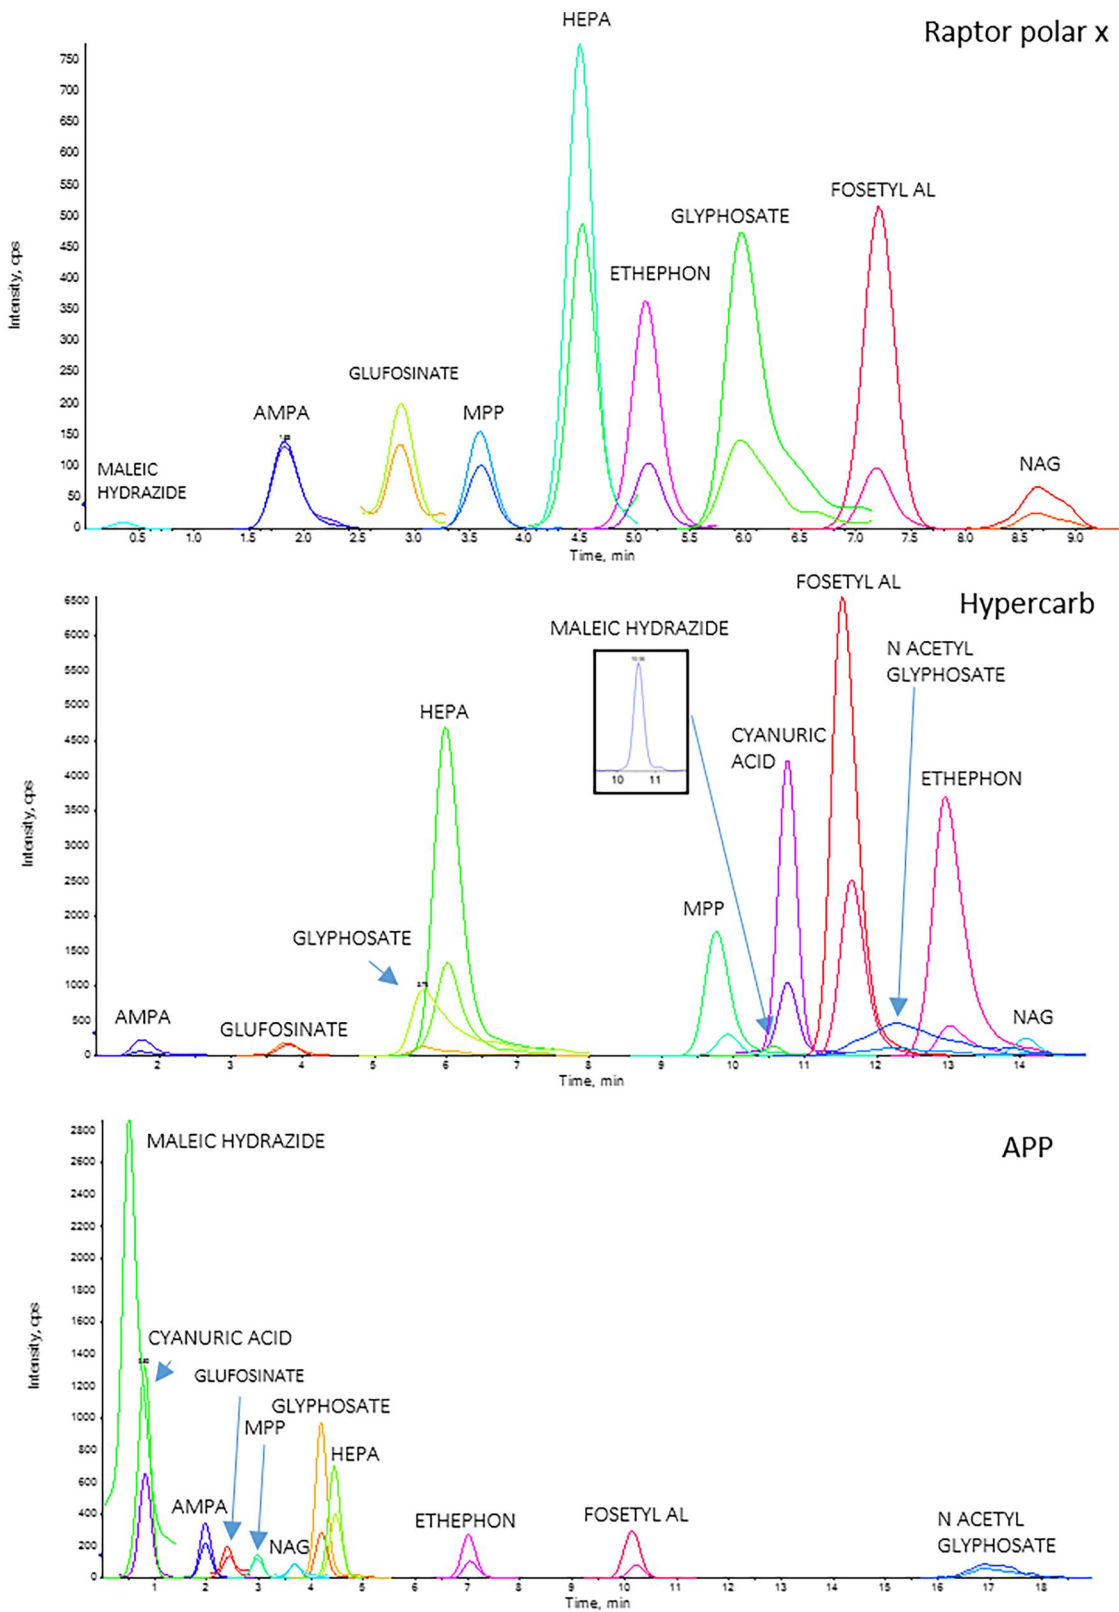 Raptor polar x
HEPA
FOSETYL AL
GLYPHOSATE
ETHEPHON
GLUFOSINATE
AMPA
MPP
NAG
MALEIC
HYDRAZIDE
Intensity, cps
750
700
650
600
550
500
450
400
350
300
250
200
150
100
50
0
0.5 1.0 1.5 2.0 2.5 3.0 3.5 4.0 4.5 5.0 5.5 6.0 6.5 7.0 7.5 8.0 8.5 9.0
Time, min
Hypercarb
FOSETYL AL
MALEIC HYDRAZIDE
10 11
N ACETYL
GLYPHOSATE
HEPA
CYANURIC
ACID
ETHEPHON
MPP
GLYPHOSATE
AMPA
GLUFOSINATE
NAG
Intensity, cps
6500
6000
5500
5000
4500
4000
3500
3000
2500
2000
1500
1000
500
0
2 3 4 5 6 7 8 9 10 11 12 13 14
Time, min
APP
MALEIC HYDRAZIDE
CYANURIC ACID
GLUFOSINATE
GLYPHOSATE
MPP
HEPA
AMPA
NAG
ETHEPHON
FOSETYL AL
N ACETYL
GLYPHOSATE
Intensity, cps
2800
2600
2400
2200
2000
1800
1600
1400
1200
1000
800
600
400
200
0
1 2 3 4 5 6 7 8 9 10 11 12 13 14 15 16 17 18
Time, min